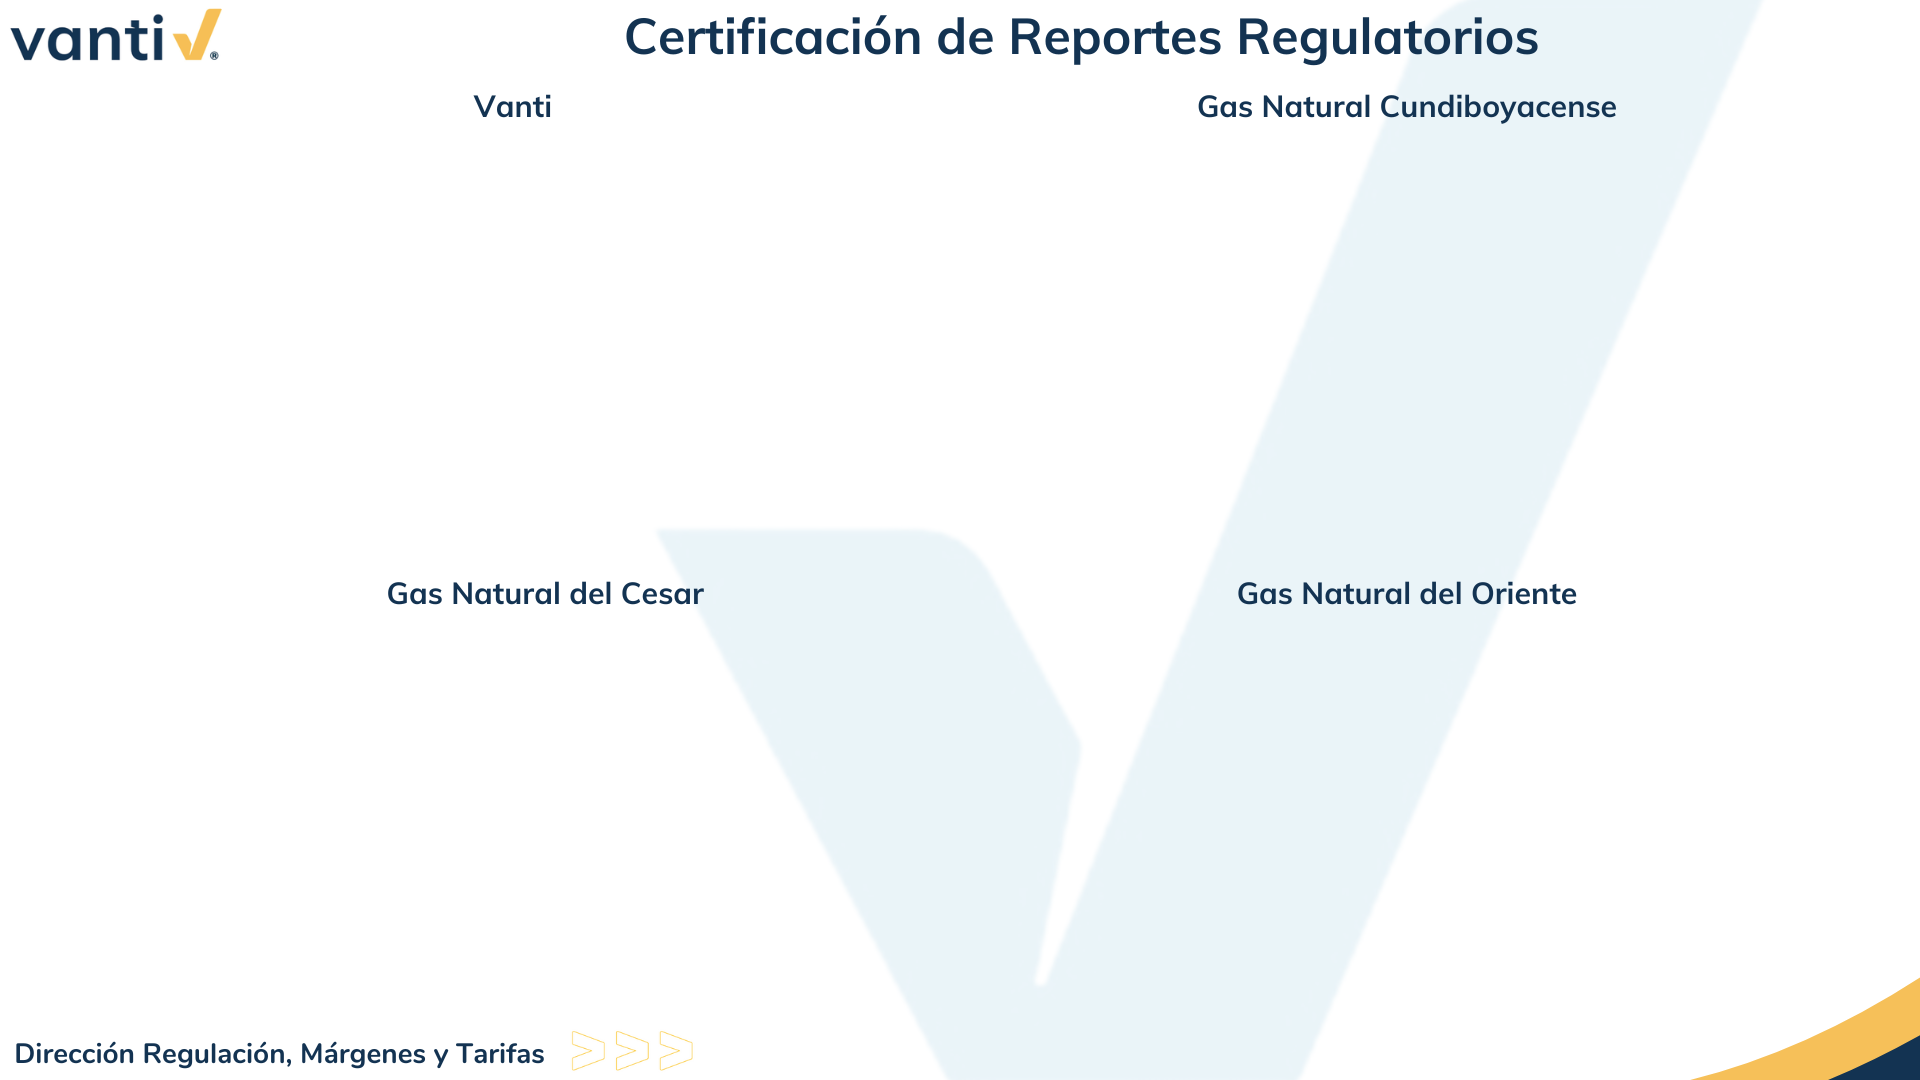 vanti ®
Certificación de Reportes Regulatorios
Vanti
Gas Natural Cundiboyacense
Gas Natural del Cesar
Gas Natural del Oriente
Dirección Regulación, Márgenes y Tarifas